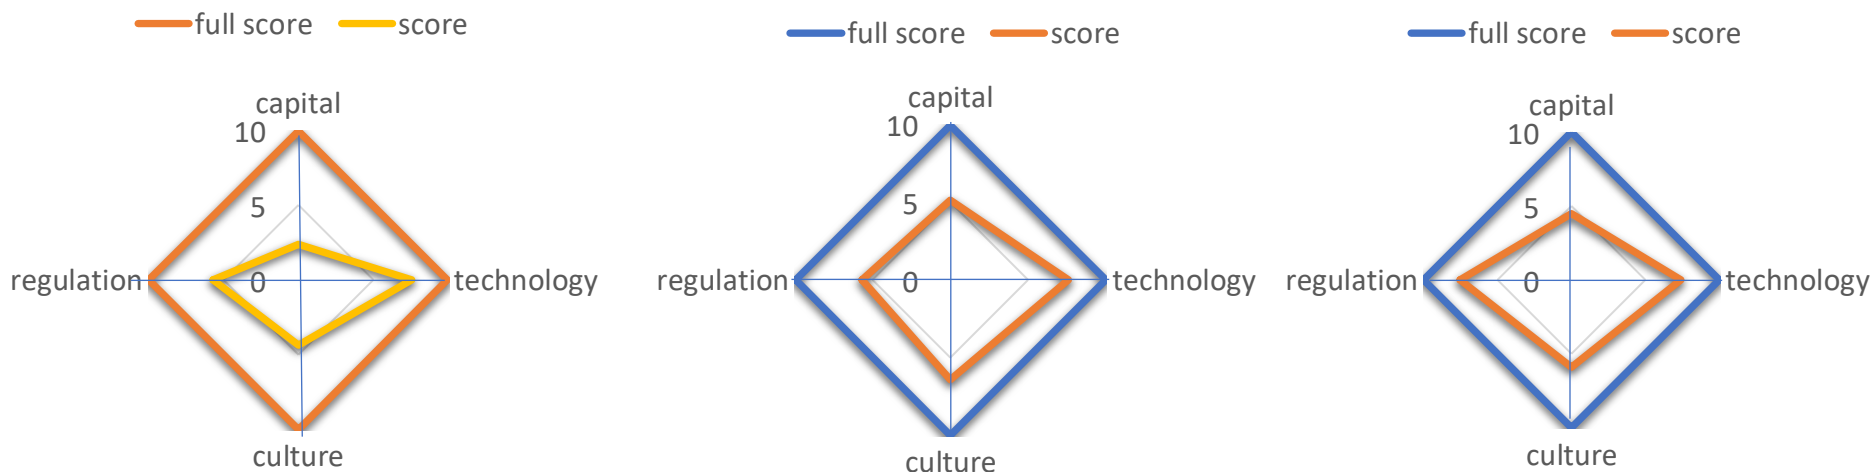 full score score
capital
10
5
0
regulation
technology
culture
full score score
capital
10
5
0
regulation
technology
culture
full score score
capital
10
5
0
regulation
technology
culture